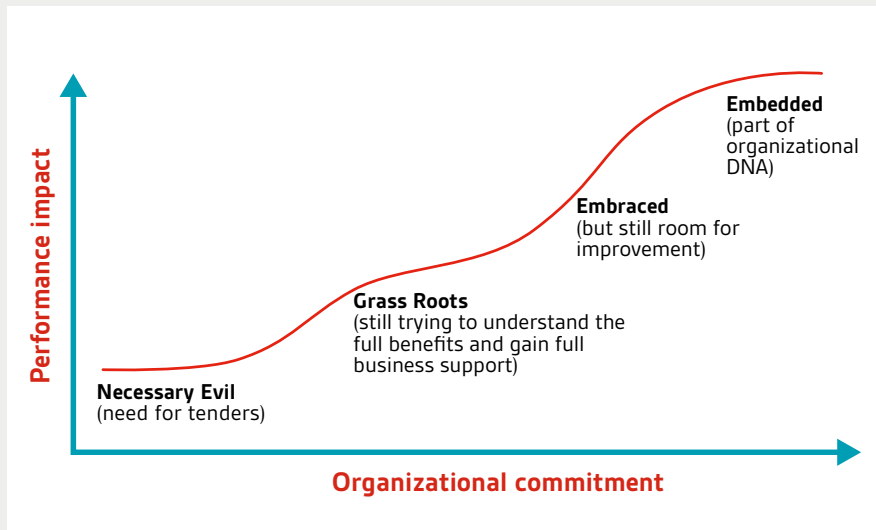 Performance impact
Embedded
(part of
organizational
DNA)
Embraced
(but still room for
improvement)
Grass Roots
(still trying to understand the
full benefits and gain full
business support)
Necessary Evil
(need for tenders)
Organizational commitment